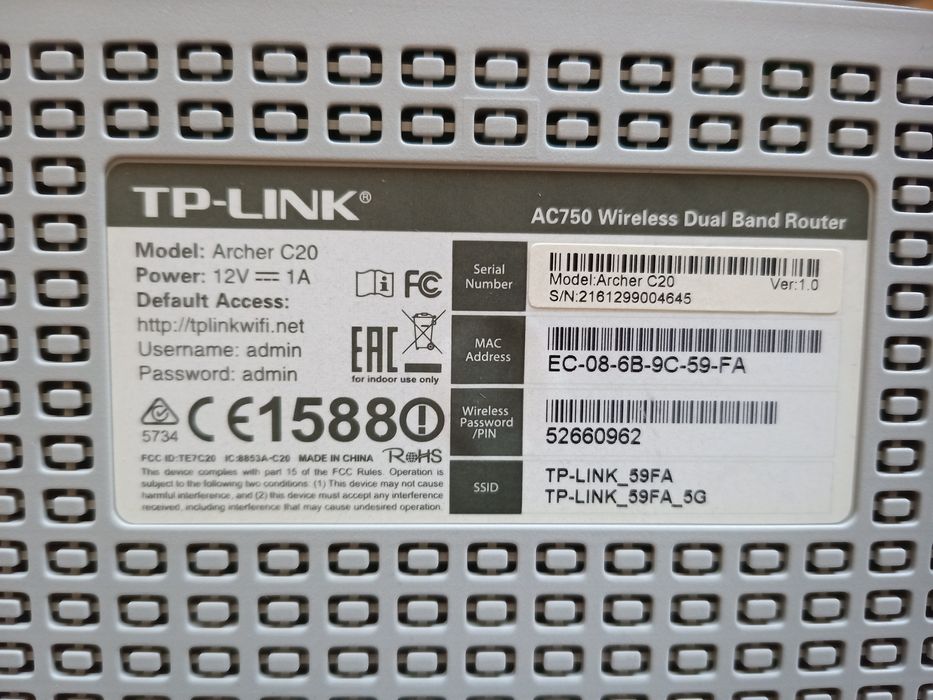 TP-LINK®
AC750 Wireless Dual Band Router
Model: Archer C20
Power: 12V ⎓ 1A
Default Access:
http://tplinkwifi.net
Username: admin
Password: admin
FC
EAC
for indoor use only
5734
CE1588
RoHS
FCC ID:TE7C20 IC:8853A-C20 MADE IN CHINA
This device complies with part 15 of the FCC Rules. Operation is
subject to the following two conditions: (1) This device may not cause
harmful interference, and (2) this device must accept any interference
received, including interference that may cause undesired operation.
Serial
Number
Model:Archer C20 Ver:1.0
S/N:2161299004645
MAC
Address
EC-08-6B-9C-59-FA
Wireless
Password
/PIN
52660962
SSID
TP-LINK_59FA
TP-LINK_59FA_5G